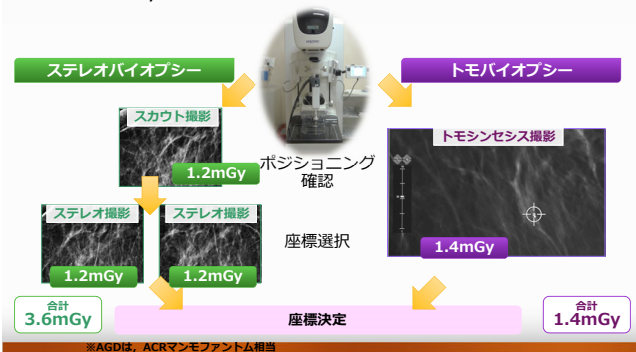 ステレオバイオプシー
トモバイオプシー
スカウト撮影
1.2mGy
ポジショニング
確認
トモシンセシス撮影
ステレオ撮影
ステレオ撮影
1.2mGy
1.2mGy
座標選択
1.4mGy
合計
3.6mGy
座標決定
合計
1.4mGy
※AGDは，ACRマンモファントム相当